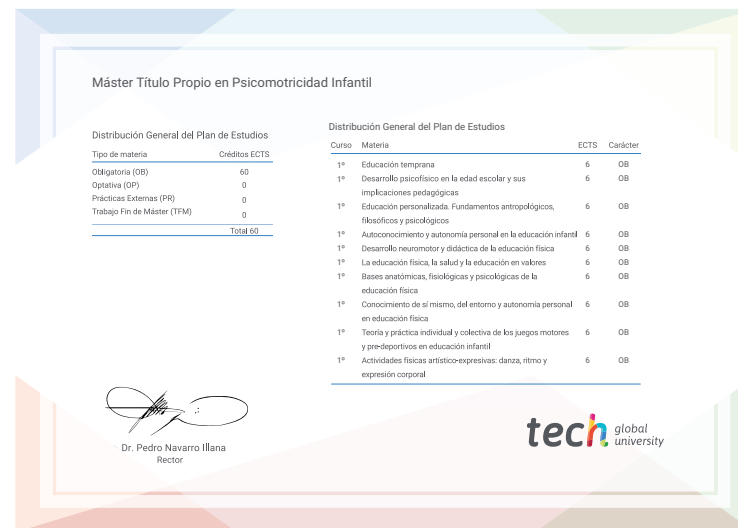 Máster Título Propio en Psicomotricidad Infantil
Distribución General del Plan de Estudios
Tipo de materia Créditos ECTS
Obligatoria (OB) 60
Optativa (OP) 0
Prácticas Externas (PR) 0
Trabajo Fin de Máster (TFM) 0
Total 60
Distribución General del Plan de Estudios
Curso Materia ECTS Carácter
1º Educación temprana 6 OB
1º Desarrollo psicofísico en la edad escolar y sus 6 OB
implicaciones pedagógicas
1º Educación personalizada. Fundamentos antropológicos, 6 OB
filosóficos y psicológicos
1º Autoconocimiento y autonomía personal en la educación infantil 6 OB
1º Desarrollo neuromotor y didáctica de la educación física 6 OB
1º La educación física, la salud y la educación en valores 6 OB
1º Bases anatómicas, fisiológicas y psicológicas de la 6 OB
educación física
1º Conocimiento de sí mismo, del entorno y autonomía personal 6 OB
en educación física
1º Teoría y práctica individual y colectiva de los juegos motores 6 OB
y pre-deportivos en educación infantil
1º Actividades físicas artístico-expresivas: danza, ritmo y 6 OB
expresión corporal
Dr. Pedro Navarro Illana
Rector
tech global
university